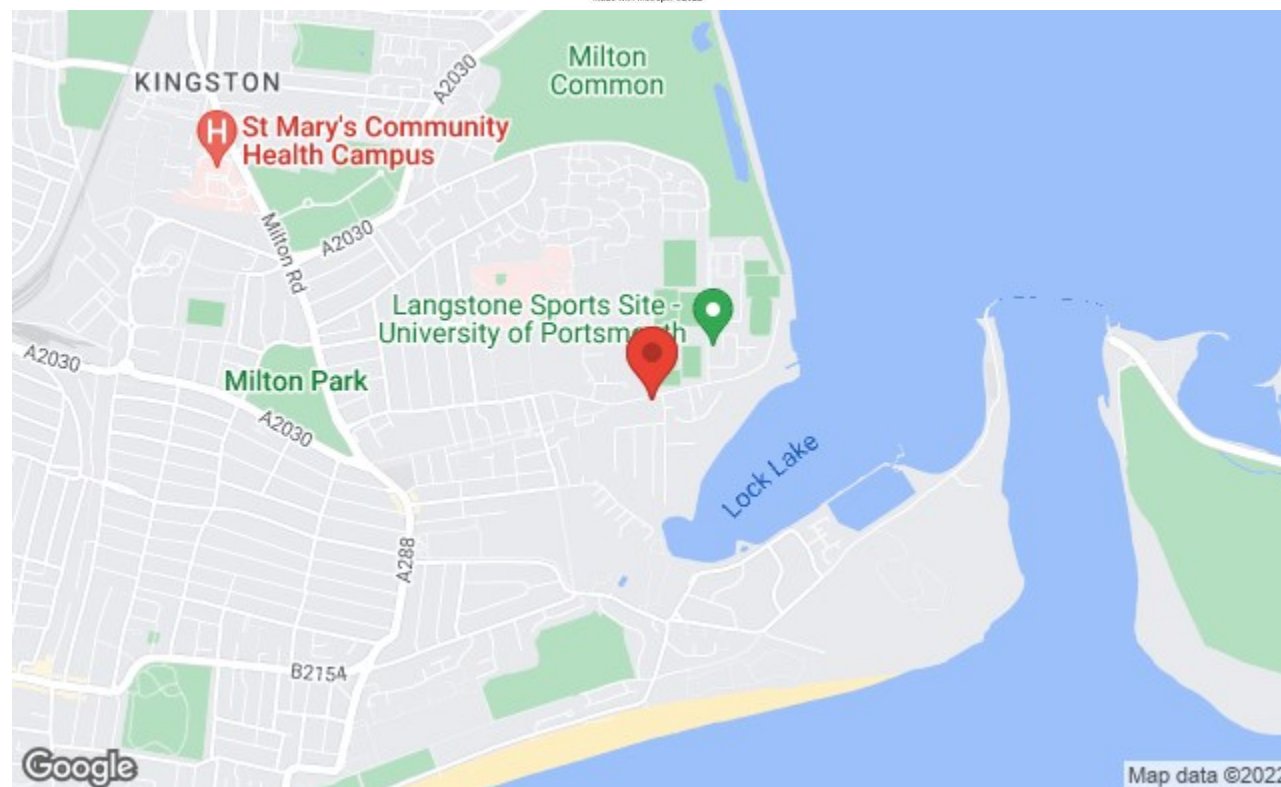 Milton
Common
KINGSTON
A2030
St Mary's Community
Health Campus
H
Milton Rd
A2030
Langstone Sports Site -
University of Portsmouth
A2030
Milton Park
A2030
Lock Lake
A288
B2154
Google
Map data ©2022